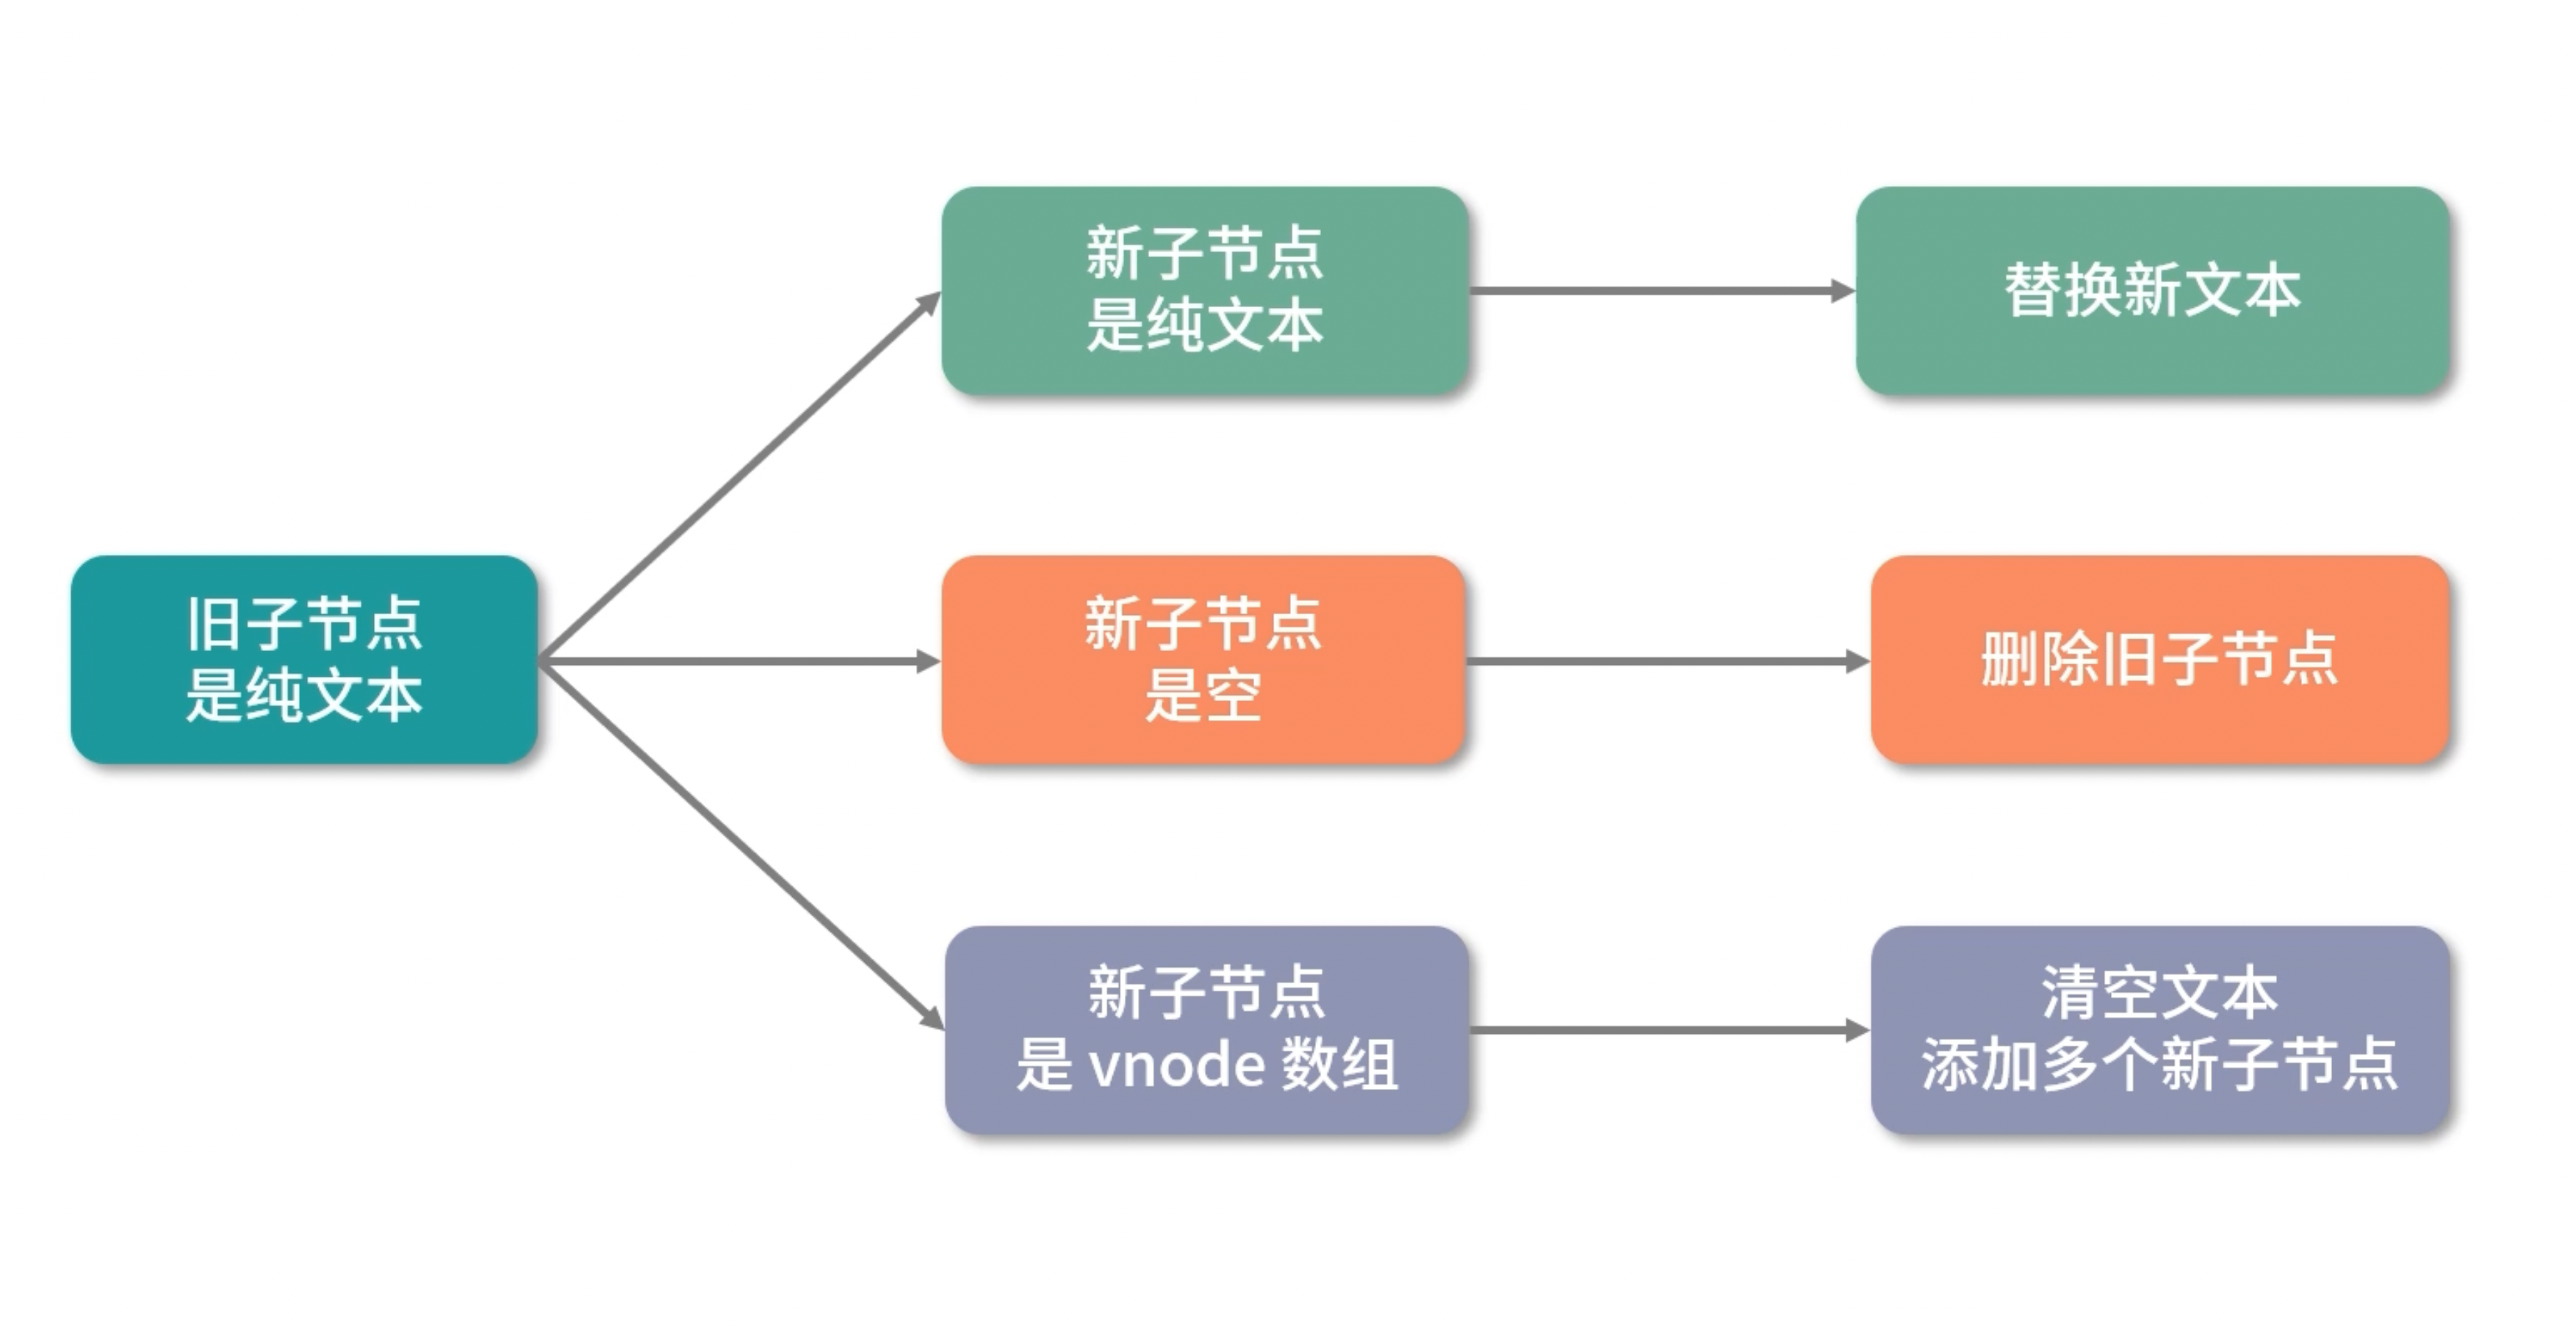 旧子节点
是纯文本
新子节点
是纯文本
替换新文本
新子节点
是空
删除旧子节点
新子节点
是 vnode 数组
清空文本
添加多个新子节点